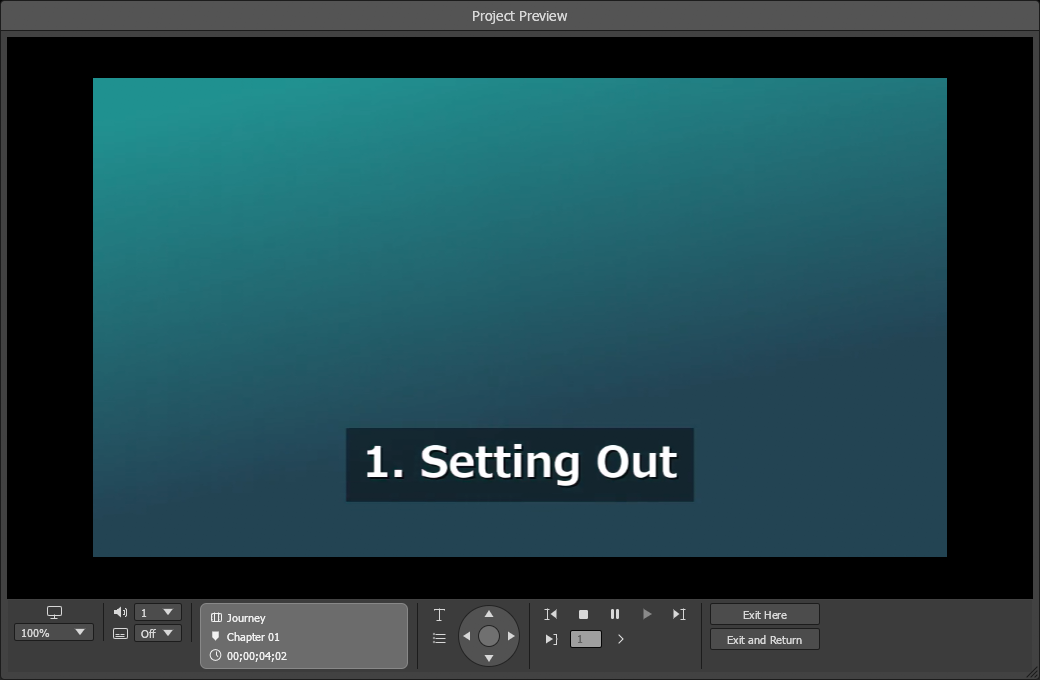 Project Preview
1. Setting Out
100%
1
Off
Journey
Chapter 01
00;00;04;02
1
Exit Here
Exit and Return